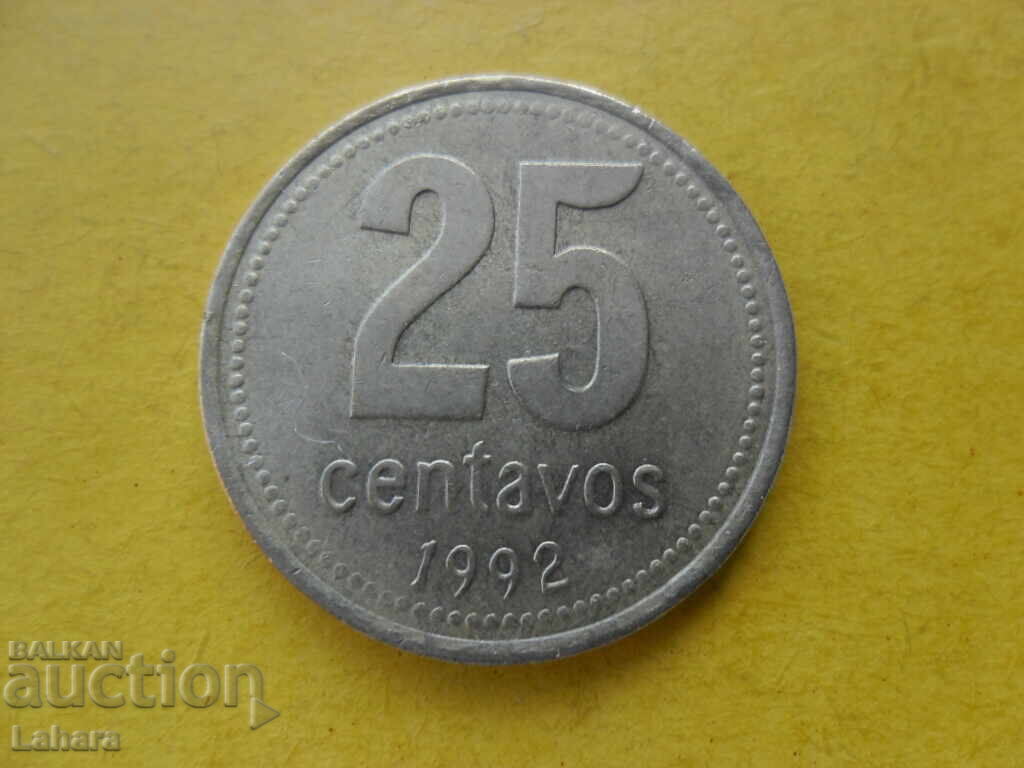 25
centavos
1992
BALKAN
auction
Lahara